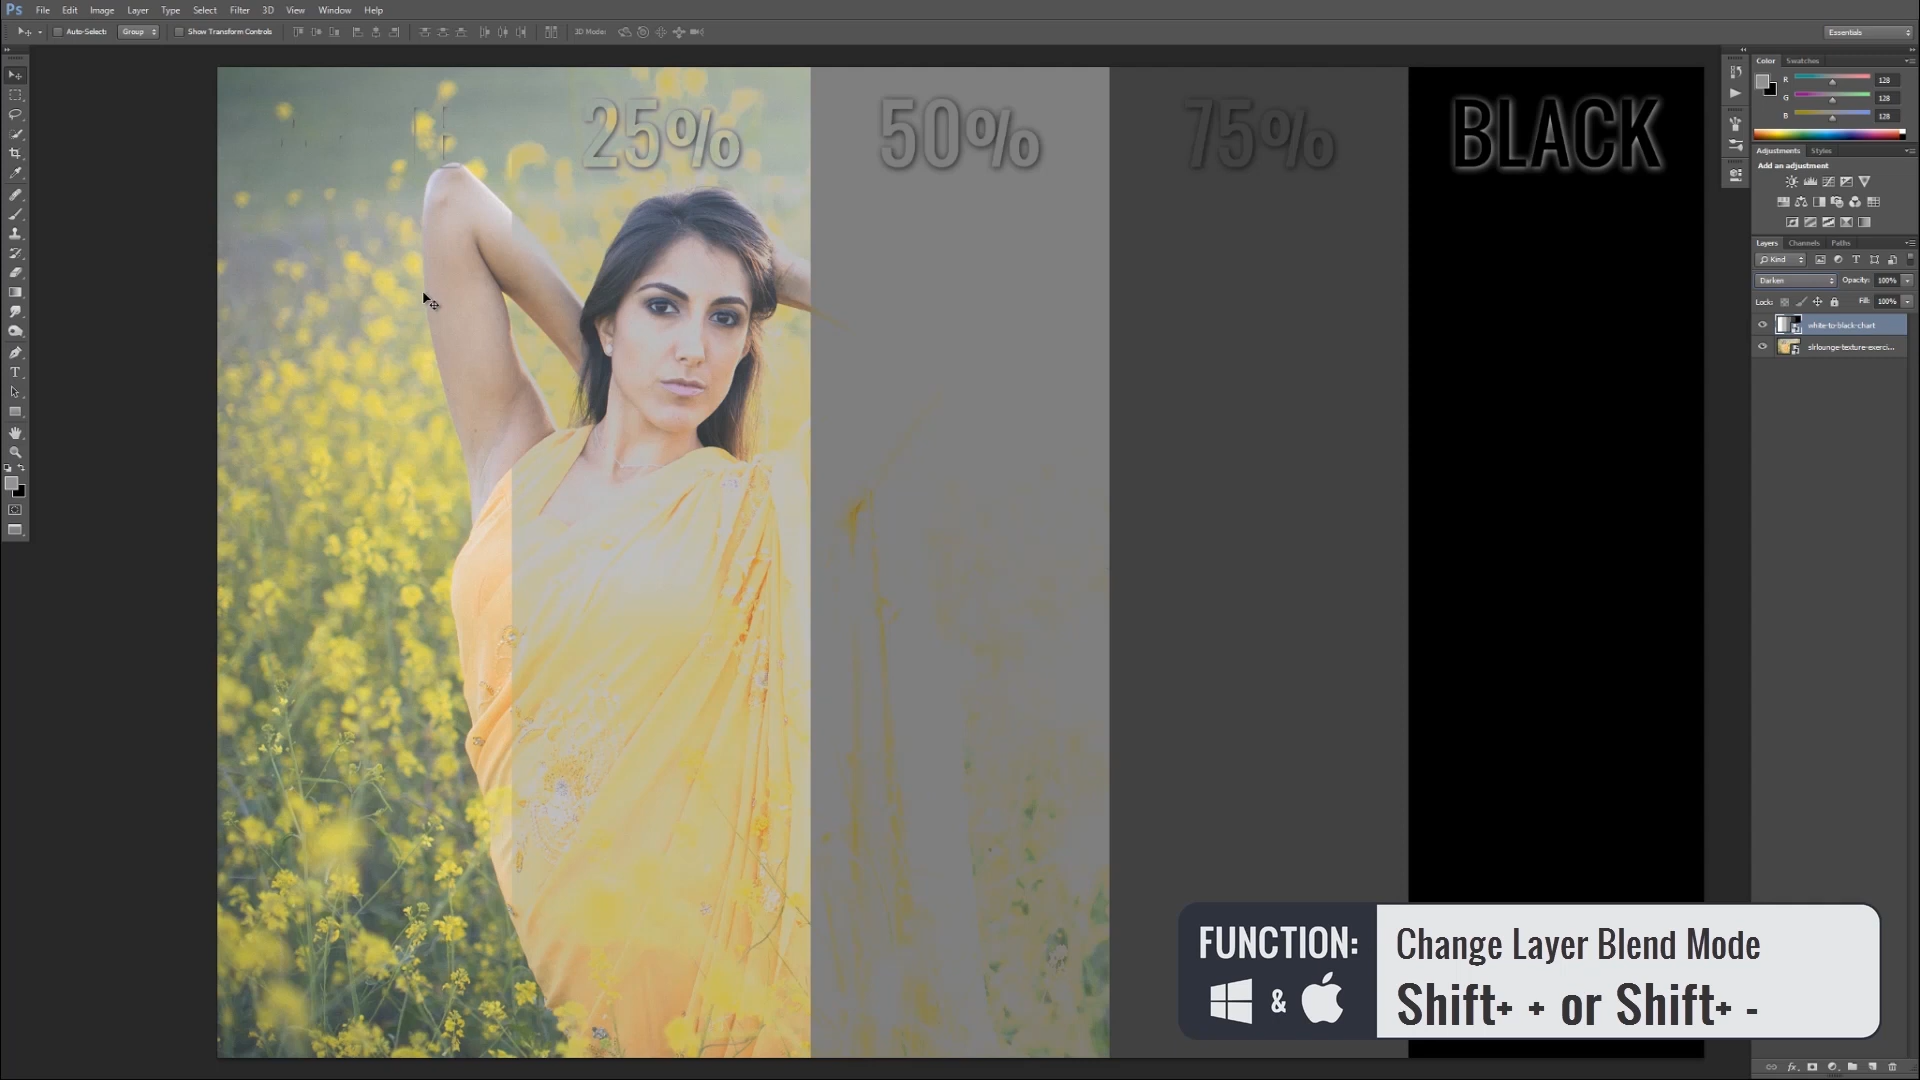 Ps File Edit Image Layer Type Select Filter 3D View Window Help
Auto-Select: Group Show Transform Controls 3D Mode: Essentials
Color Swatches
R 128
G 128
B 128
Adjustments Styles
Add an adjustment
Layers Channels Paths
Kind
Darken Opacity: 100%
Lock: Fill: 100%
white-to-black-chart
slrlounge-texture-exerci...
25% 50% 75% BLACK
FUNCTION: Change Layer Blend Mode
& Shift+ + or Shift+ -